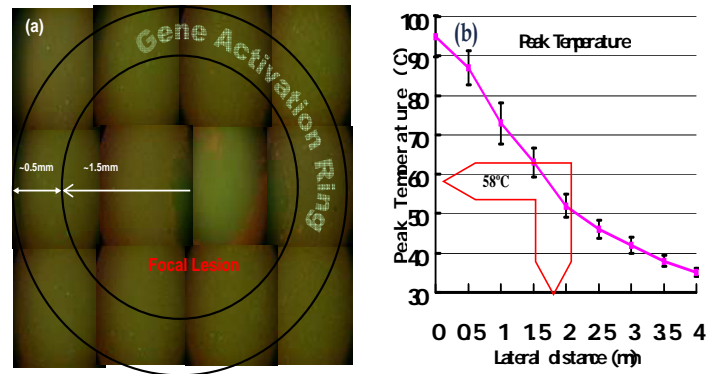 (a)
Gene Activation Ring
~0.5mm
~1.5mm
Focal Lesion
(b)
Peak Temperature
Peak Temperature (C)
100
90
80
70
60
50
40
30
58°C
0 05 1 15 2 25 3 35 4
Lateral distance (mm)